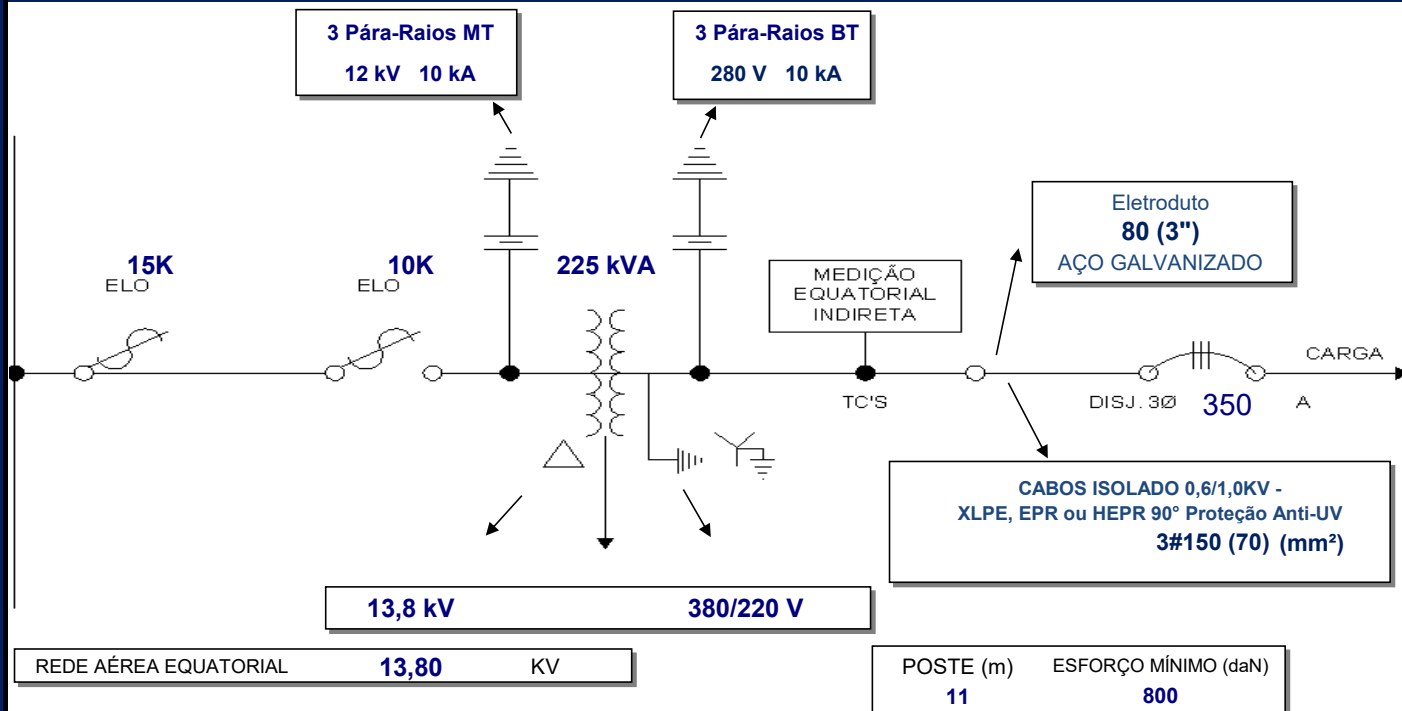 3 Pára-Raios MT
12 kV 10 kA
3 Pára-Raios BT
280 V 10 kA
Eletroduto
80 (3")
AÇO GALVANIZADO
15K
ELO
10K
ELO
225 kVA
MEDIÇÃO
EQUATORIAL
INDIRETA
TC'S
DISJ. 3Ø 350 A
CARGA
CABOS ISOLADO 0,6/1,0KV -
XLPE, EPR ou HEPR 90° Proteção Anti-UV
3#150 (70) (mm²)
13,8 kV 380/220 V
REDE AÉREA EQUATORIAL 13,80 KV
POSTE (m) ESFORÇO MÍNIMO (daN)
11 800